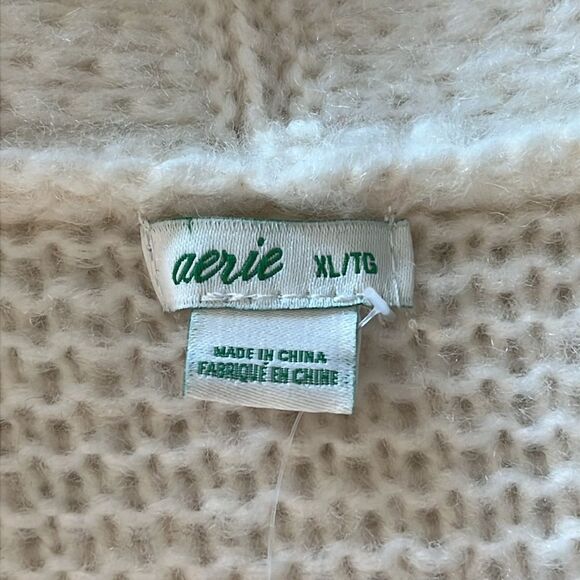 aerie XL/TG
MADE IN CHINA
FABRIQUÉ EN CHINE